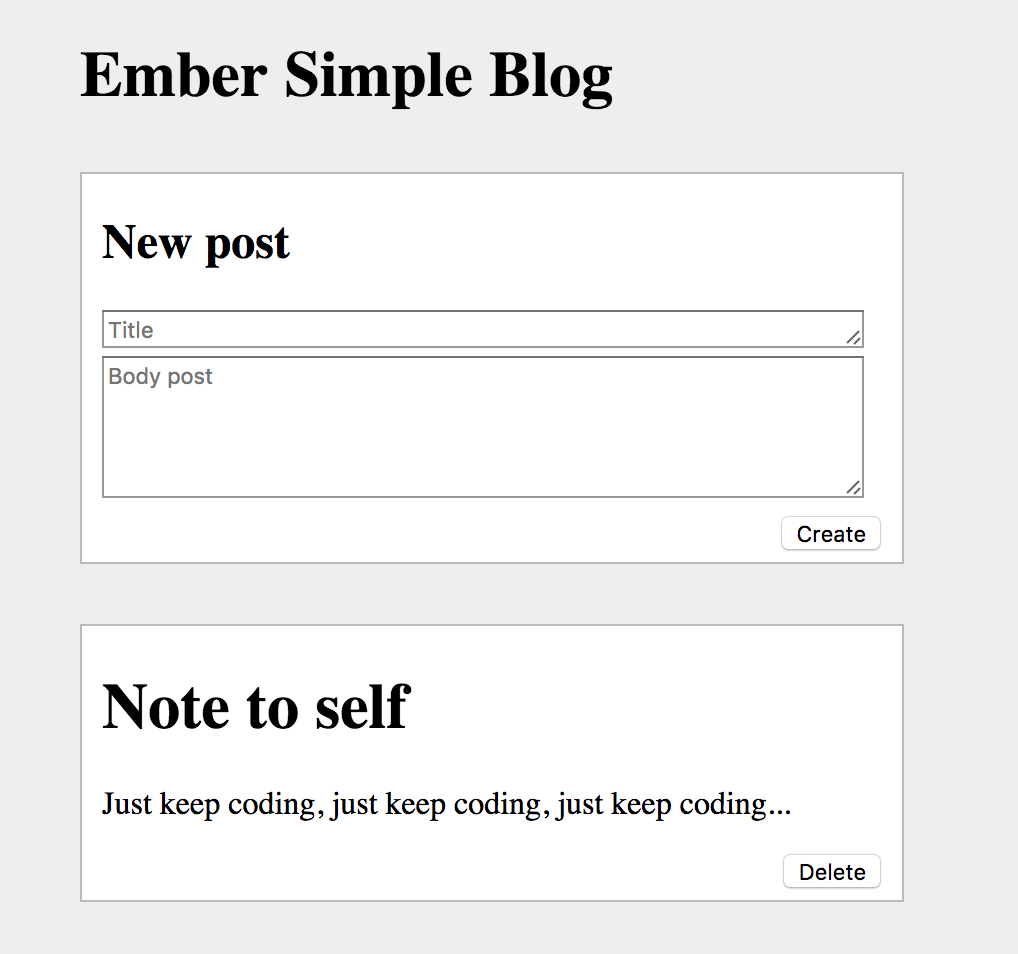 Ember Simple Blog
New post
Title
Body post
Create
Note to self
Just keep coding, just keep coding, just keep coding...
Delete